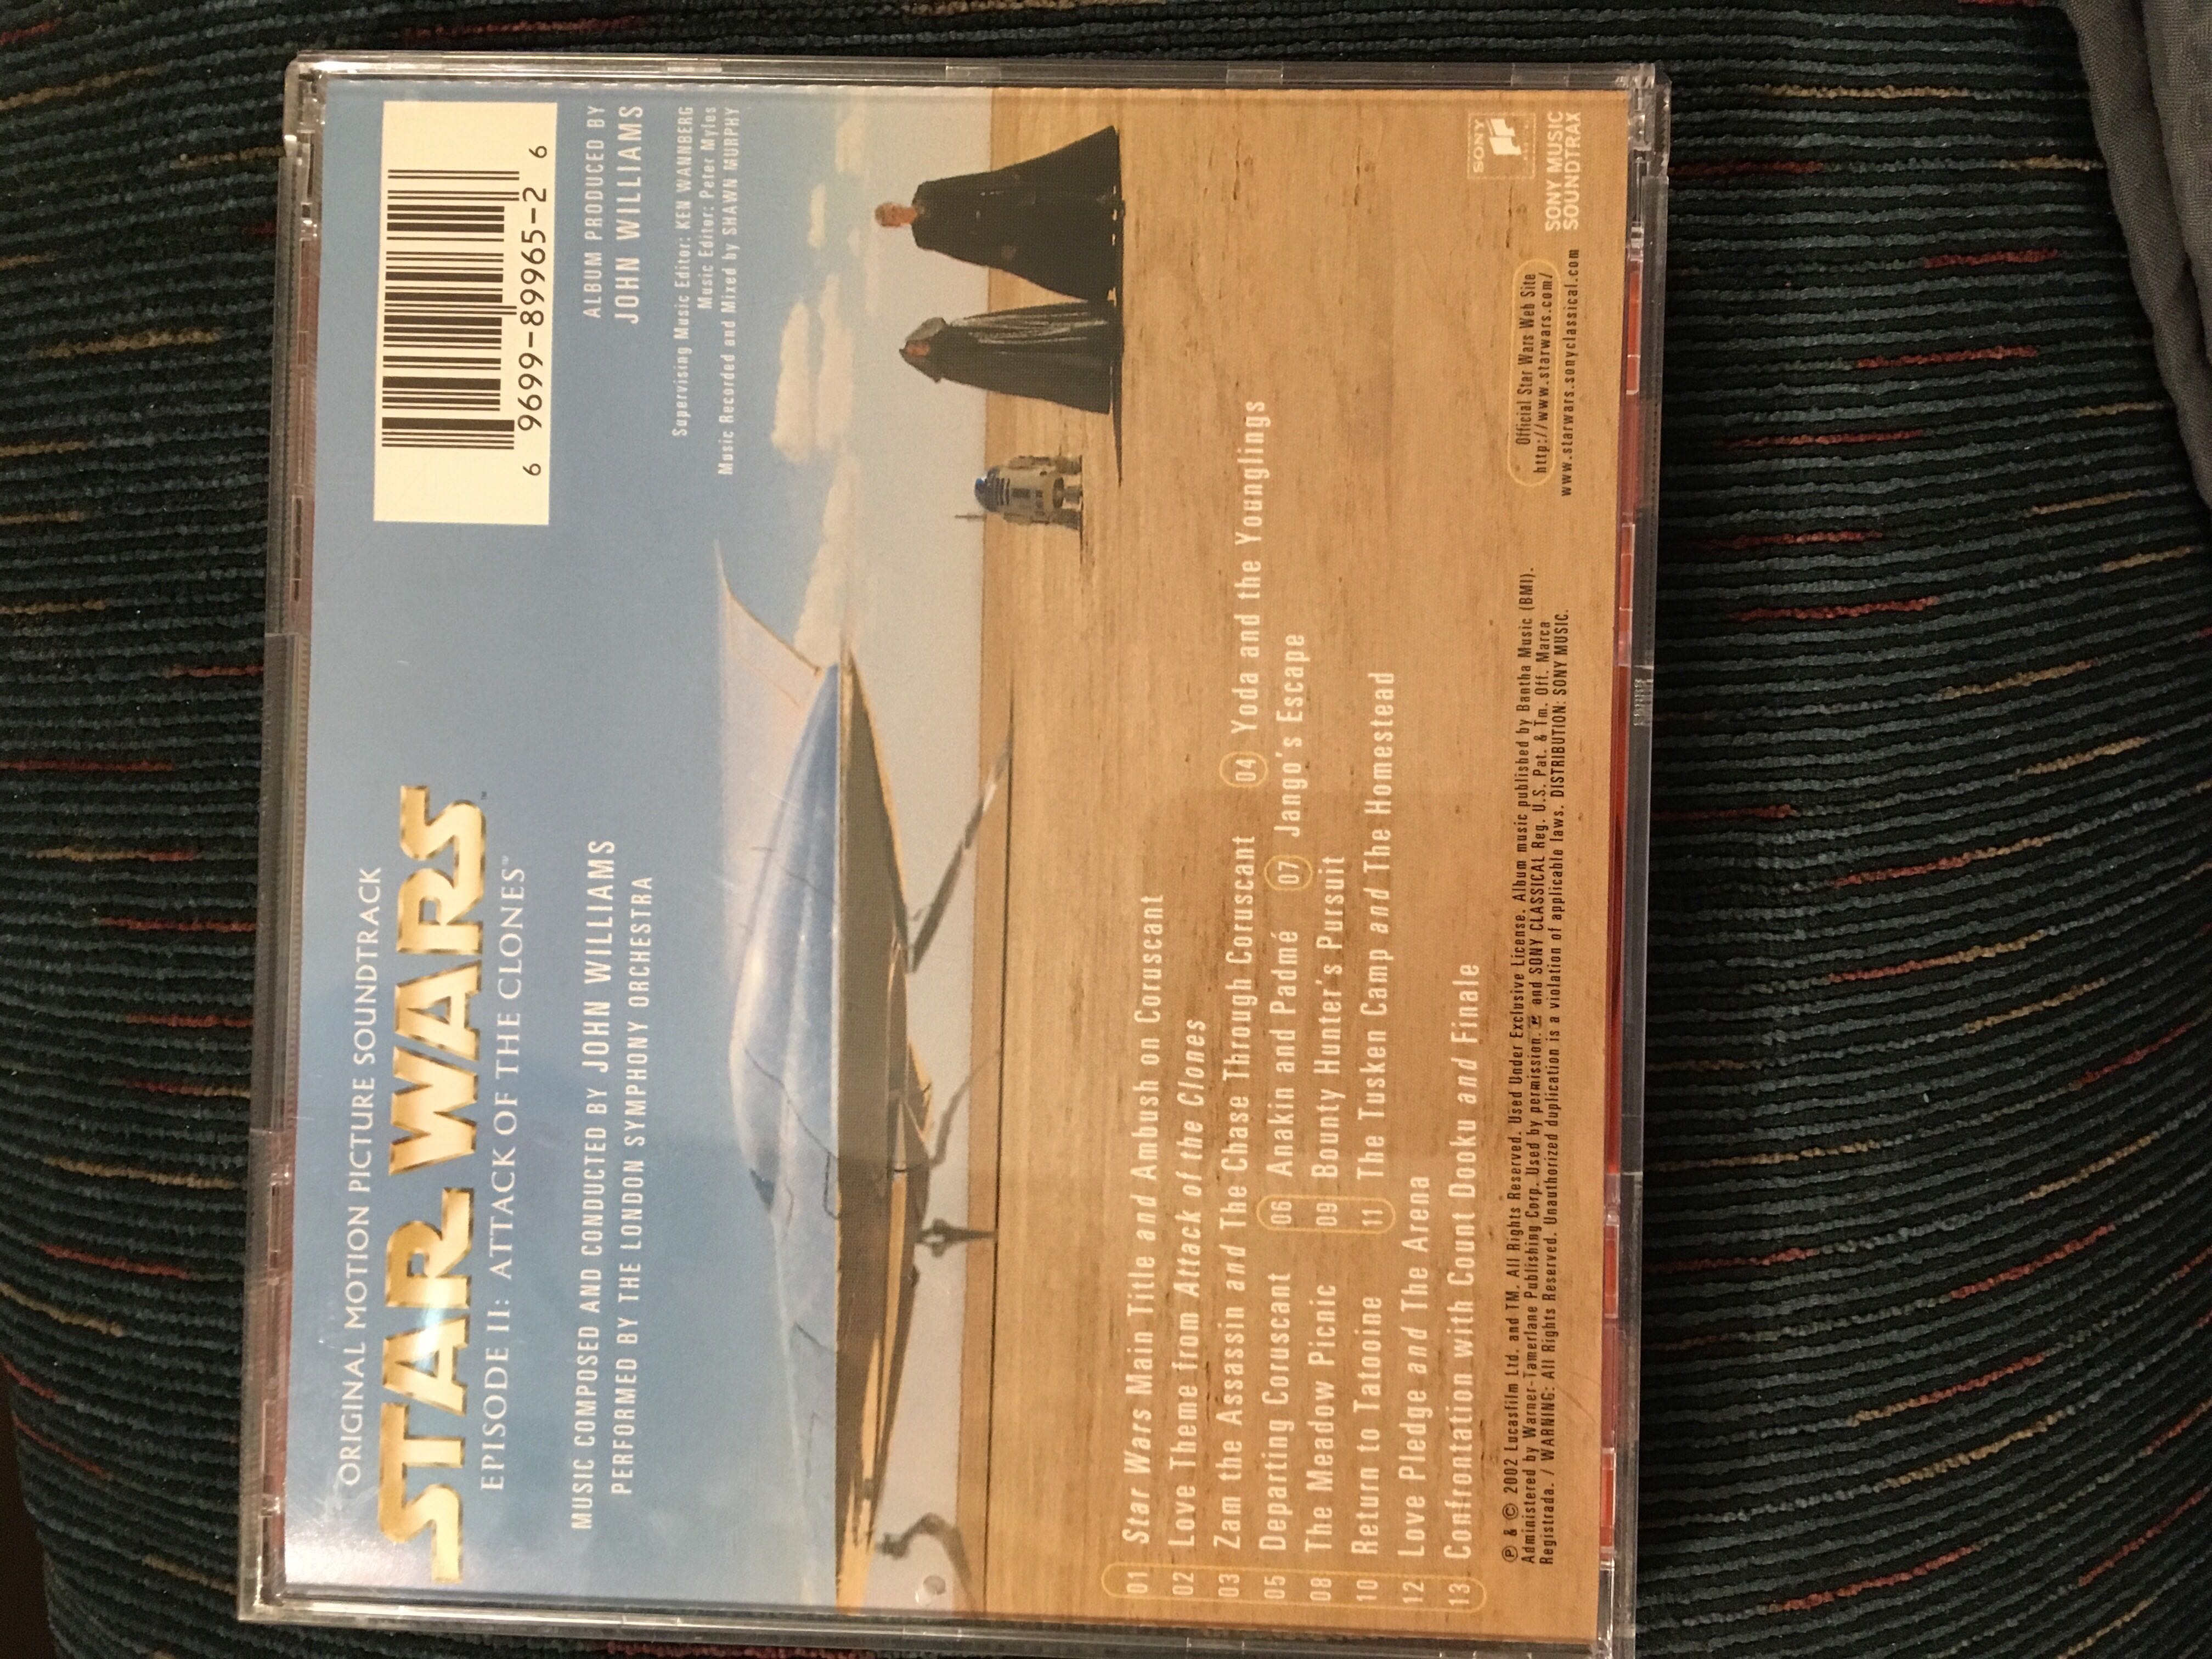 ORIGINAL MOTION PICTURE SOUNDTRACK
STAR WARS™
EPISODE II: ATTACK OF THE CLONES™
MUSIC COMPOSED AND CONDUCTED BY JOHN WILLIAMS
PERFORMED BY THE LONDON SYMPHONY ORCHESTRA
6 9699-89965-2 6
ALBUM PRODUCED BY
JOHN WILLIAMS
Supervising Music Editor: KEN WANNBERG
Music Editor: Peter Myles
Music Recorded and Mixed by SHAWN MURPHY
01 Star Wars Main Title and Ambush on Coruscant
02 Love Theme from Attack of the Clones
03 Zam the Assassin and The Chase Through Coruscant 04 Yoda and the Younglings
05 Departing Coruscant 06 Anakin and Padmé 07 Jango's Escape
08 The Meadow Picnic 09 Bounty Hunter's Pursuit
10 Return to Tatooine 11 The Tusken Camp and The Homestead
12 Love Pledge and The Arena
13 Confrontation with Count Dooku and Finale
℗ & © 2002 Lucasfilm Ltd. and TM. All Rights Reserved. Used Under Exclusive License. Album music published by Bantha Music (BMI).
Administered by Warner-Tamerlane Publishing Corp. Used by permission. and SONY CLASSICAL Reg. U.S. Pat. & Tm. Off. Marca
Registrada. / WARNING: All Rights Reserved. Unauthorized duplication is a violation of applicable laws. DISTRIBUTION: SONY MUSIC.
Official Star Wars Web Site
http://www.starwars.com/
www.starwars.sonyclassical.com
SONY
SONY MUSIC
SOUNDTRAX